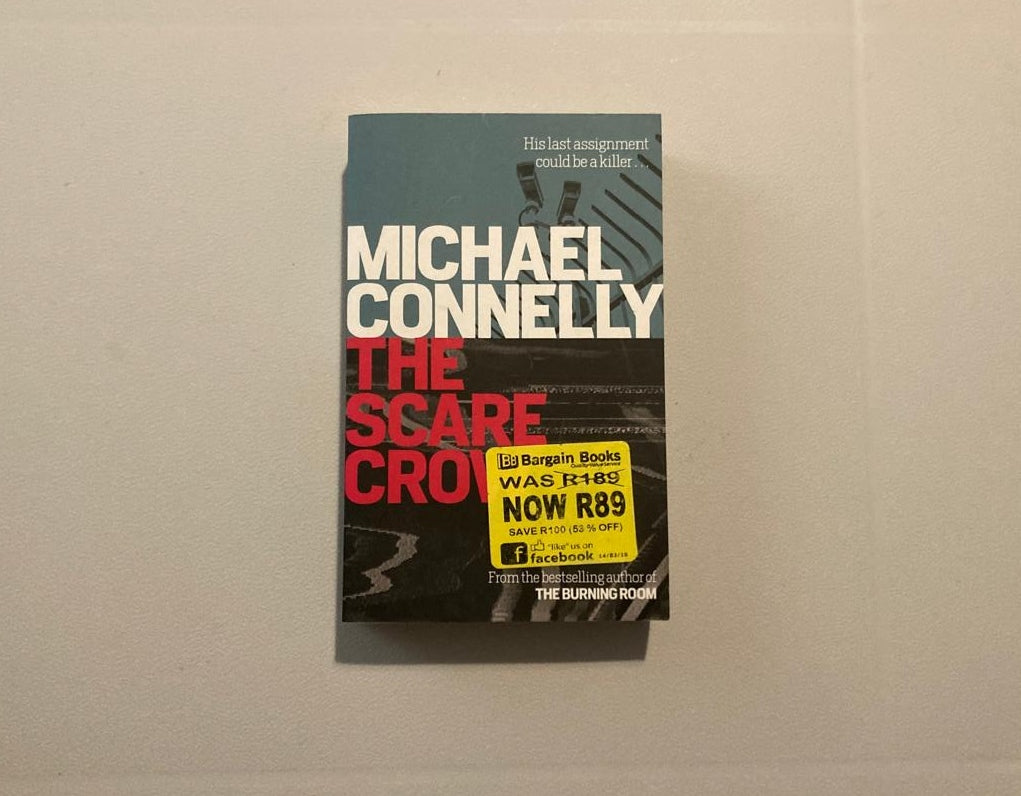 His last assignment
could be a killer . . .
MICHAEL
CONNELLY
THE
SCARE
CROW
BB Bargain Books
WAS R189
NOW R89
SAVE R100 (53 % OFF)
"like" us on
facebook
From the bestselling author of
THE BURNING ROOM